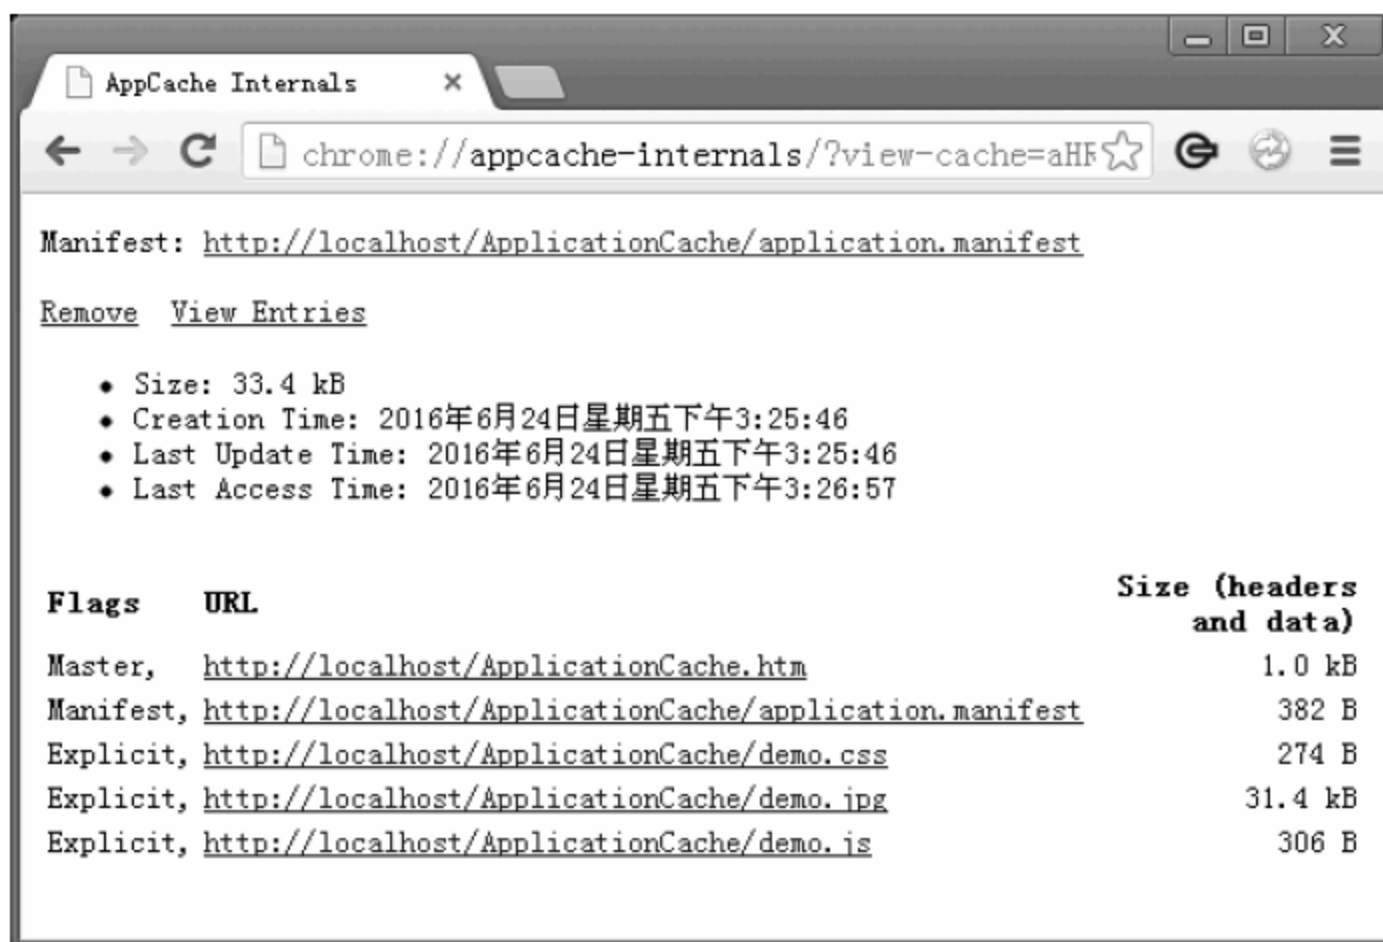 AppCache Internals
chrome://appcache-internals/?view-cache=aHR
Manifest: http://localhost/ApplicationCache/application.manifest
Remove View Entries
Size: 33.4 kB
Creation Time: 2016年6月24日星期五下午3:25:46
Last Update Time: 2016年6月24日星期五下午3:25:46
Last Access Time: 2016年6月24日星期五下午3:26:57
Flags URL Size (headers
and data)
Master, http://localhost/ApplicationCache.htm 1.0 kB
Manifest, http://localhost/ApplicationCache/application.manifest 382 B
Explicit, http://localhost/ApplicationCache/demo.css 274 B
Explicit, http://localhost/ApplicationCache/demo.jpg 31.4 kB
Explicit, http://localhost/ApplicationCache/demo.js 306 B